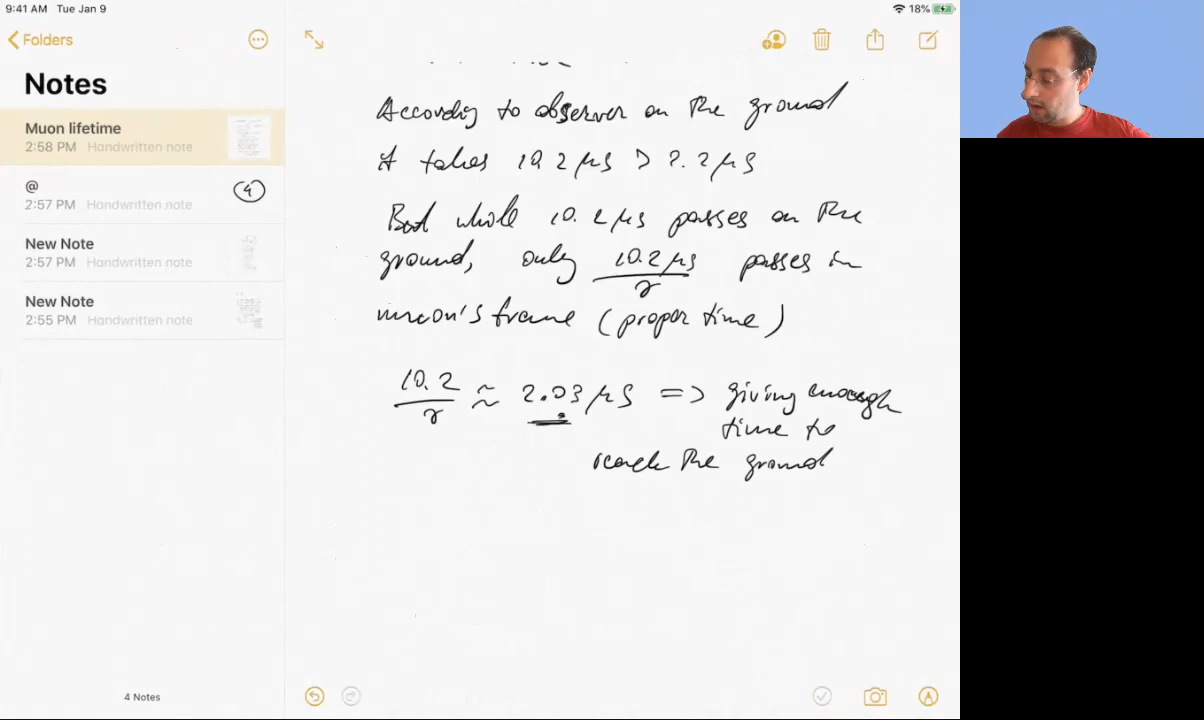 9:41 AM Tue Jan 9
18%
Folders
Notes
Muon lifetime
2:58 PM Handwritten note
@
2:57 PM Handwritten note
4
New Note
2:57 PM Handwritten note
New Note
2:55 PM Handwritten note
4 Notes
According to observer on the ground
it takes 10.2 μs > 2.2 μs
But while 10.2 μs passes on the
ground, only 10.2 μs / γ passes in
muon's frame (proper time)
10.2 / γ ≈ 2.03 μs => giving enough
time to
reach the ground